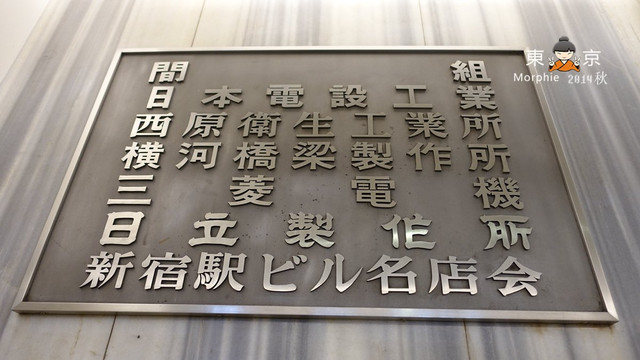 間組
日本電設工業
西原衛生工業所
横河橋梁製作所
三菱電機
日立製作所
新宿駅ビル名店会
東京
Morphie 2014秋